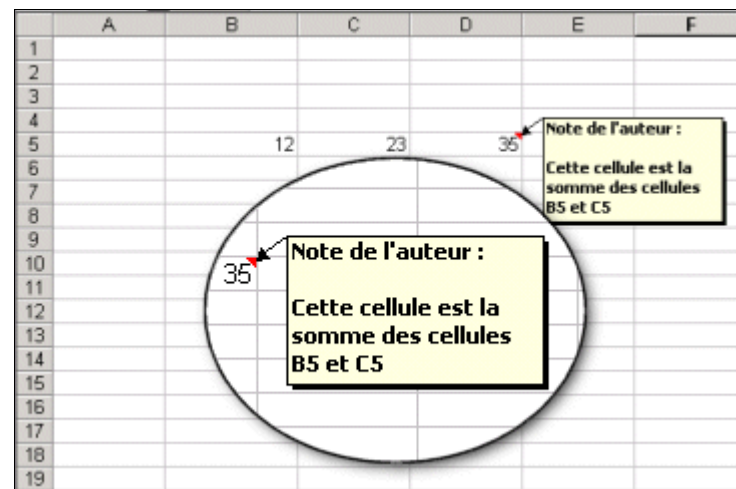 A B C D E F
1
2
3
4
Note de l'auteur :
5 12 23 35
6
Cette cellule est la
7
somme des cellules
8
B5 et C5
9
10
35
Note de l'auteur :
11
12
Cette cellule est la
13
somme des cellules
14
B5 et C5
15
16
17
18
19